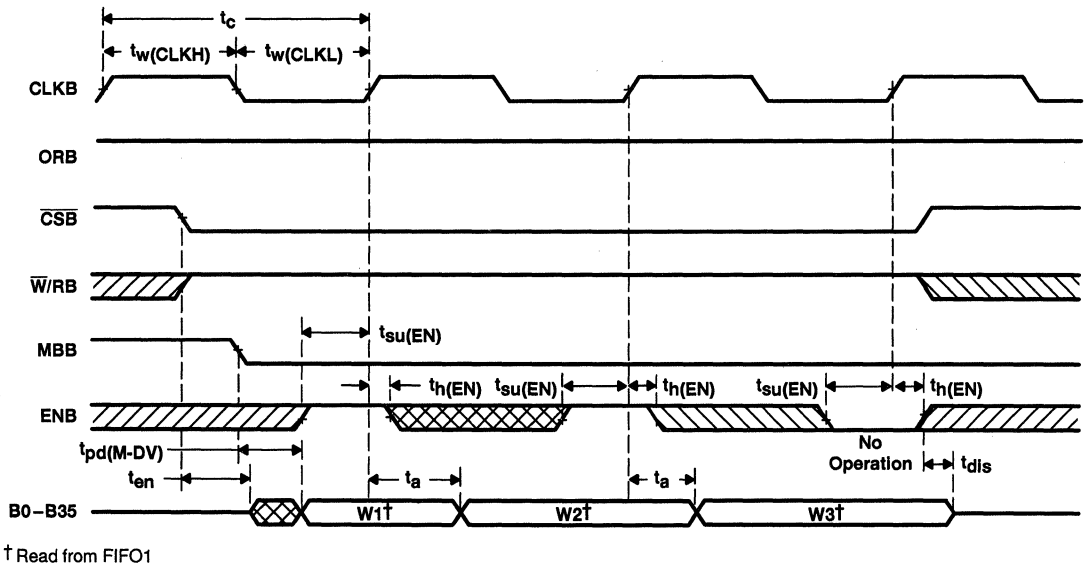 tc
tw(CLKH) tw(CLKL)
CLKB
ORB
CSB
W/RB
tsu(EN)
MBB
th(EN) tsu(EN) th(EN) tsu(EN) th(EN)
ENB
No
Operation
tpd(M-DV)
ten ta ta tdis
B0–B35 W1† W2† W3†
† Read from FIFO1